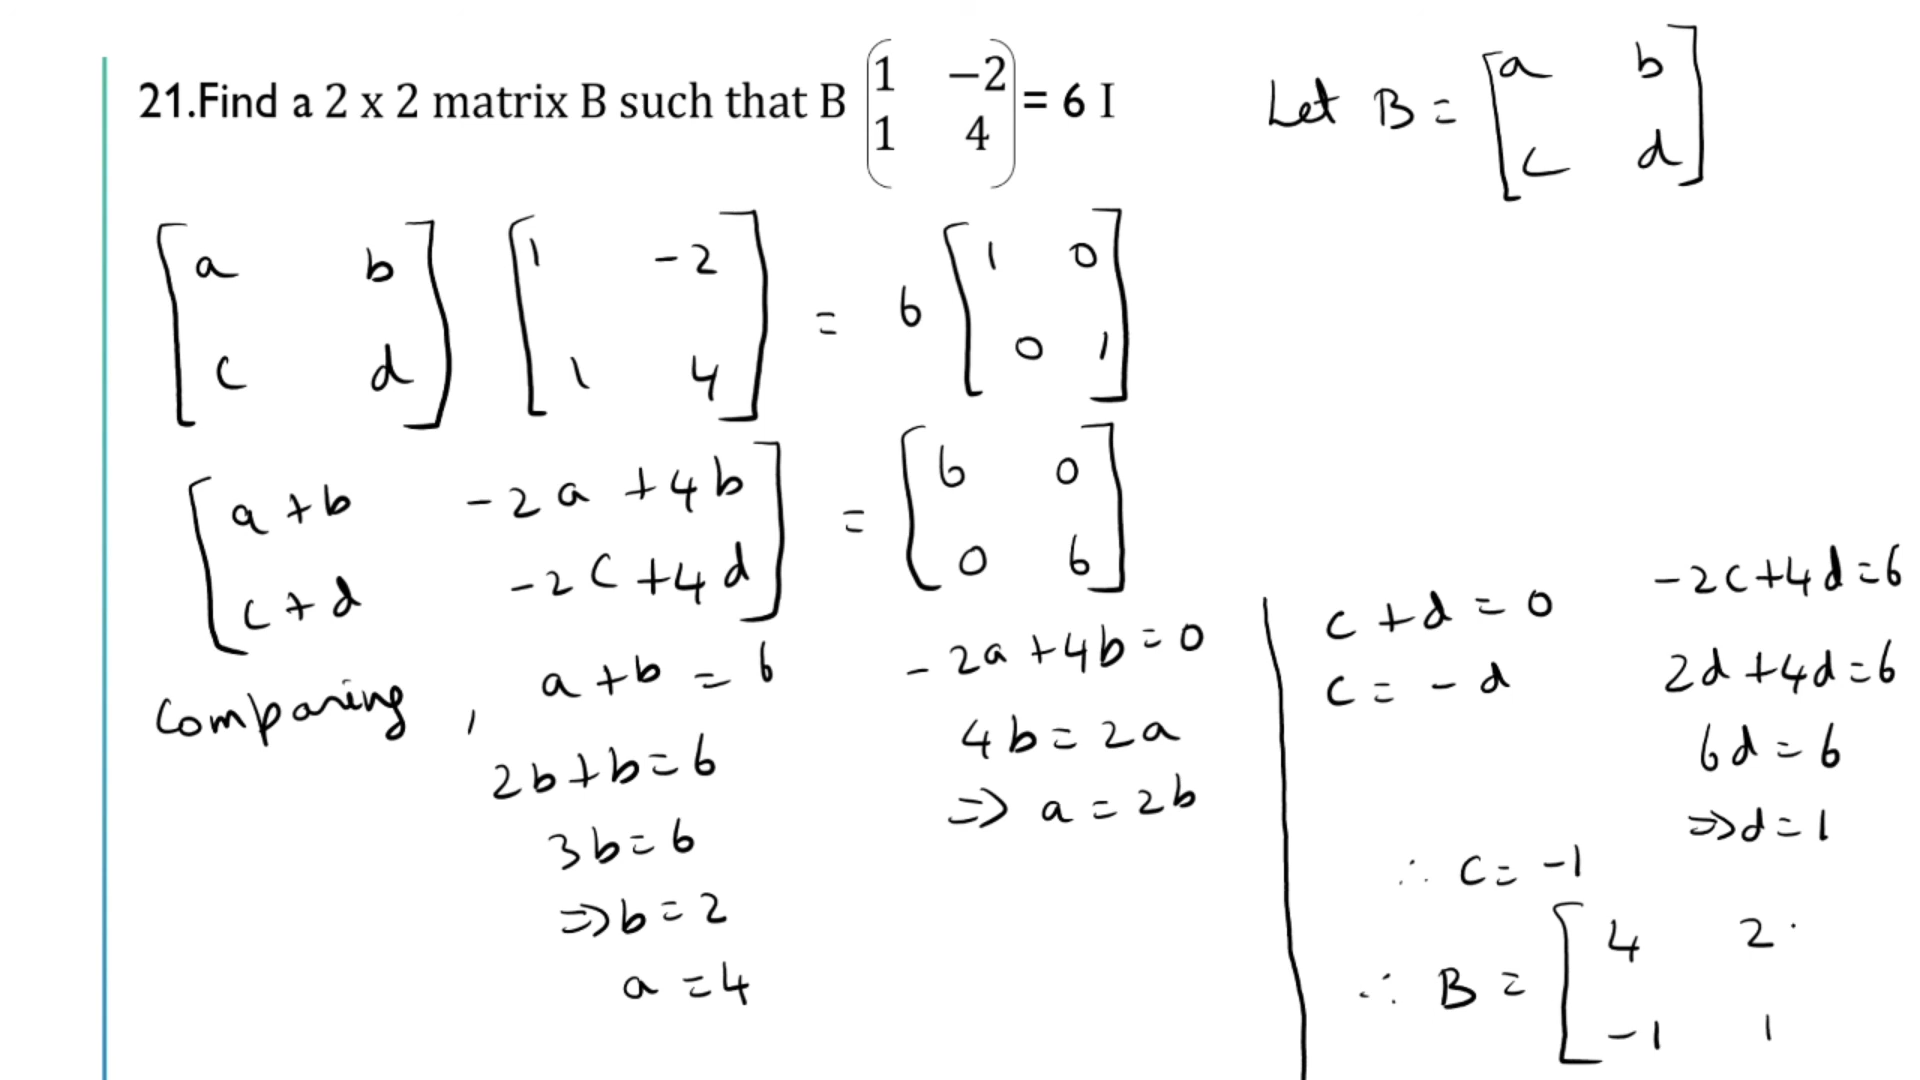 21.Find a 2 x 2 matrix B such that B (1 −2
1 4) = 6 I
Let B = [a b
c d]
[a b
c d] [1 -2
1 4] = 6 [1 0
0 1]
[a+b -2a+4b
c+d -2c+4d] = [6 0
0 6]
Comparing, a+b = 6
2b+b=6
3b=6
=>b=2
a=4
-2a+4b=0
4b=2a
=> a=2b
c+d=0
c=-d
-2c+4d=6
2d+4d=6
6d=6
=>d=1
∴ c=-1
∴ B = [4 2
-1 1